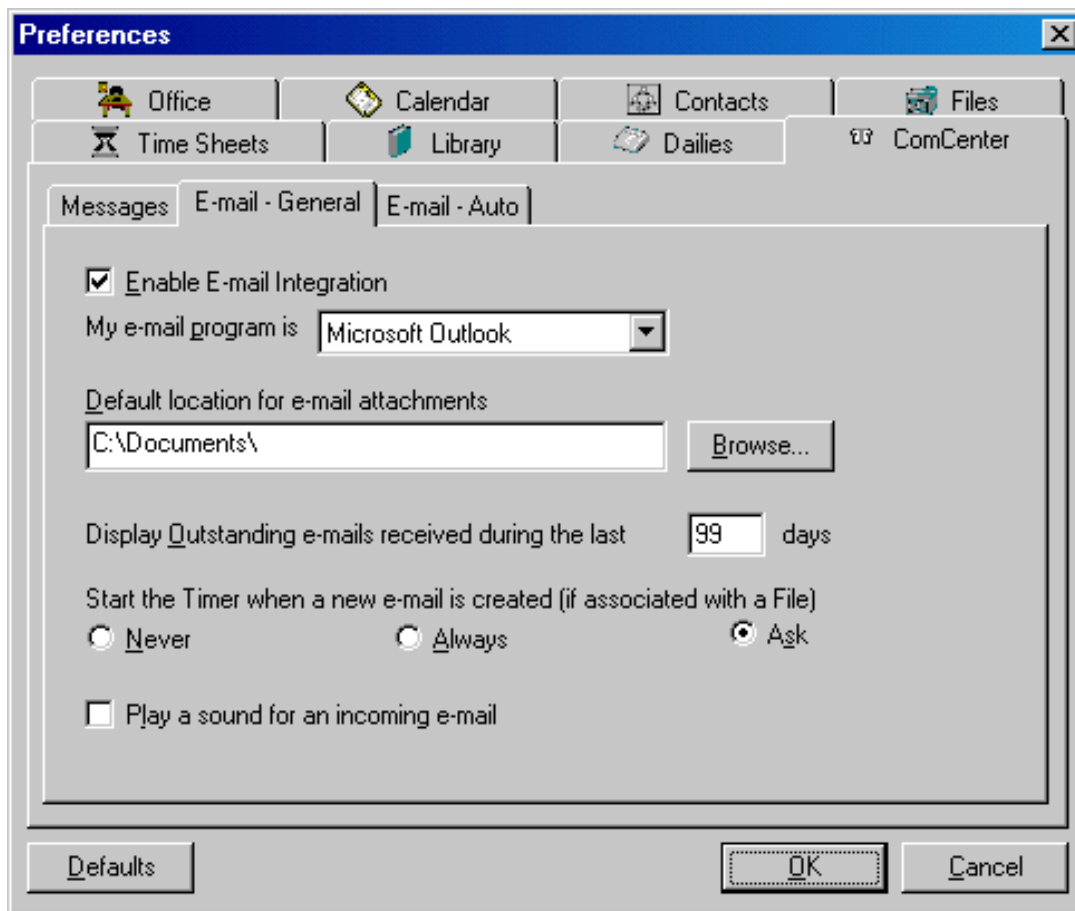 Preferences
Office Calendar Contacts Files
Time Sheets Library Dailies ComCenter
Messages E-mail - General E-mail - Auto
Enable E-mail Integration
My e-mail program is Microsoft Outlook
Default location for e-mail attachments
C:\Documents\ Browse...
Display Outstanding e-mails received during the last 99 days
Start the Timer when a new e-mail is created (if associated with a File)
Never Always Ask
Play a sound for an incoming e-mail
Defaults OK Cancel